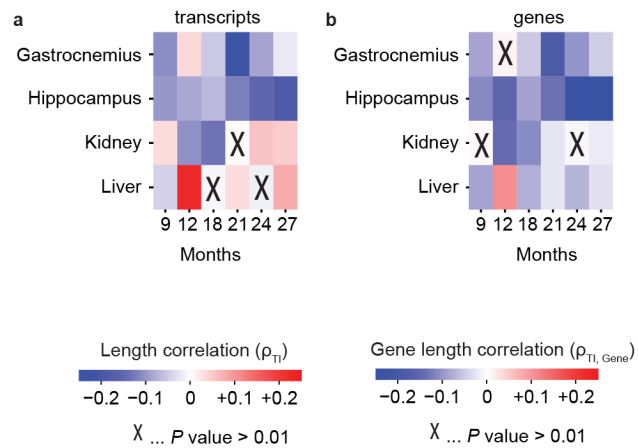 a transcripts
Gastrocnemius
Hippocampus
Kidney X
Liver X X
9 12 18 21 24 27
Months
Length correlation (ρTI)
−0.2 −0.1 0 +0.1 +0.2
X ... P value > 0.01
b genes
Gastrocnemius X
Hippocampus
Kidney X X
Liver
9 12 18 21 24 27
Months
Gene length correlation (ρTI, Gene)
−0.2 −0.1 0 +0.1 +0.2
X ... P value > 0.01